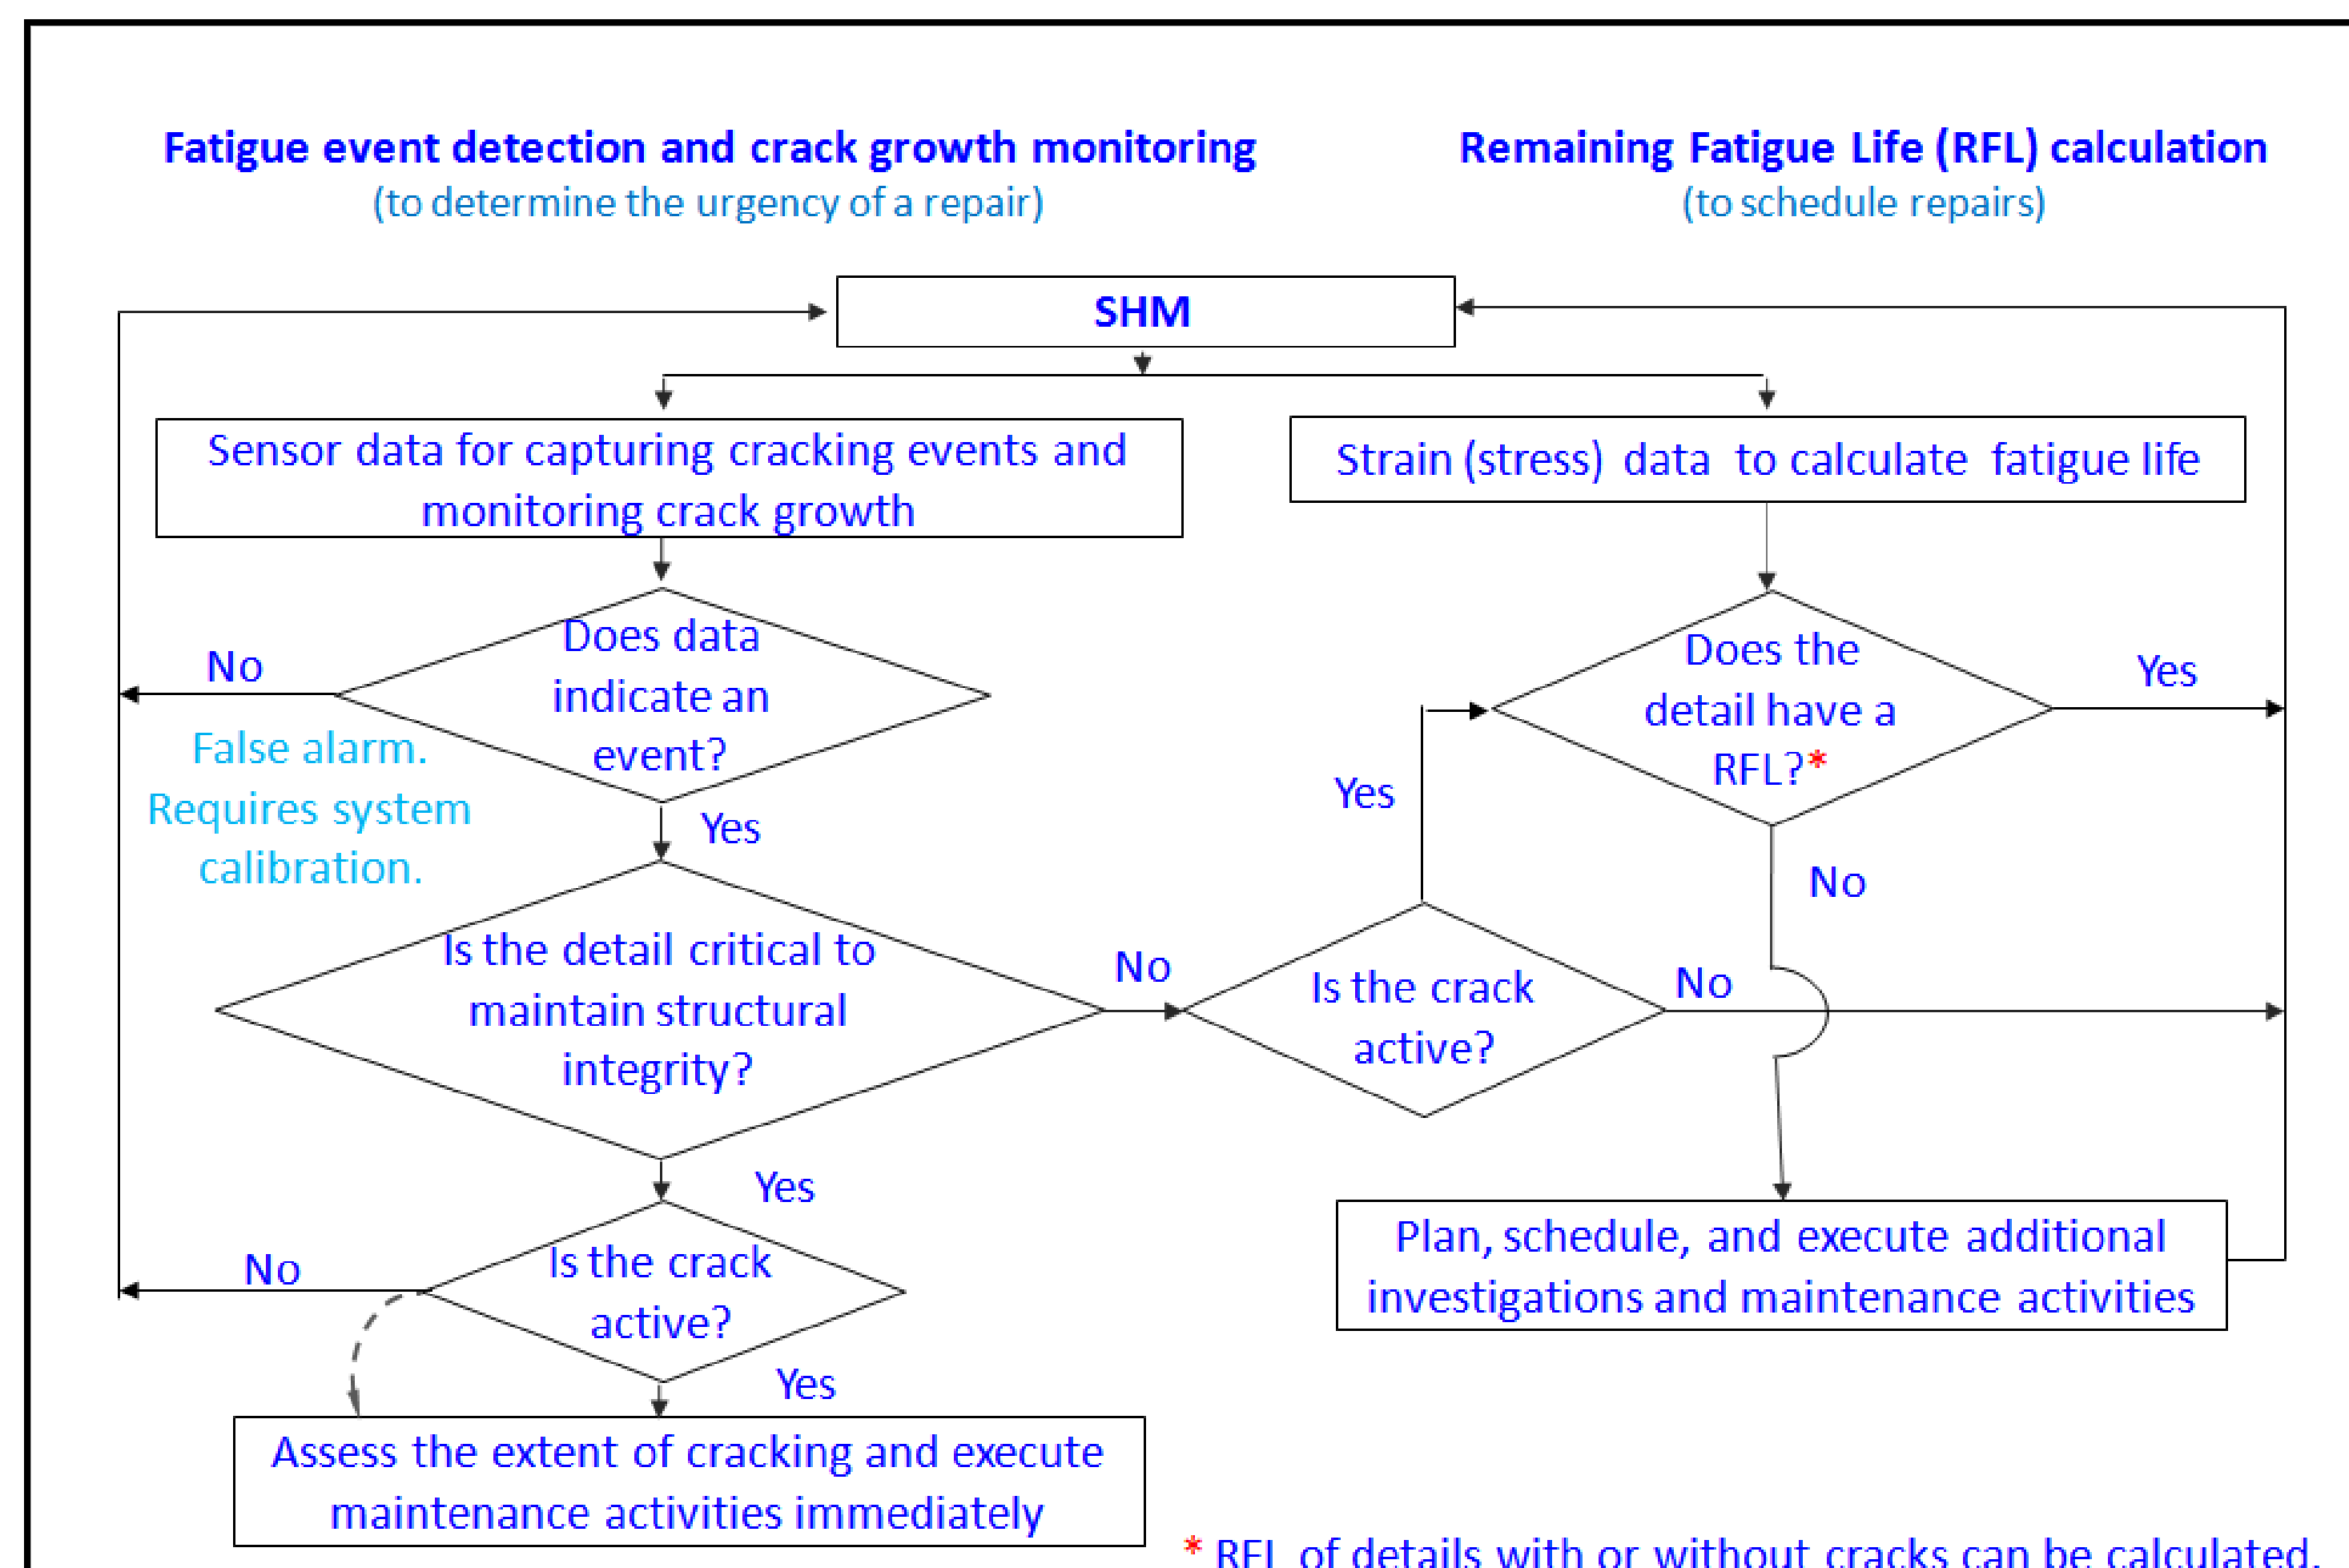 Fatigue event detection and crack growth monitoring
(to determine the urgency of a repair)
Remaining Fatigue Life (RFL) calculation
(to schedule repairs)
SHM
Sensor data for capturing cracking events and
monitoring crack growth
Strain (stress) data to calculate fatigue life
Does data
indicate an
event?
No
False alarm.
Requires system
calibration.
Yes
Does the
detail have a
RFL?*
Yes
Yes
No
Is the detail critical to
maintain structural
integrity?
No
Is the crack
active?
No
Yes
Is the crack
active?
No
Yes
Plan, schedule, and execute additional
investigations and maintenance activities
Assess the extent of cracking and execute
maintenance activities immediately
* RFL of details with or without cracks can be calculated.